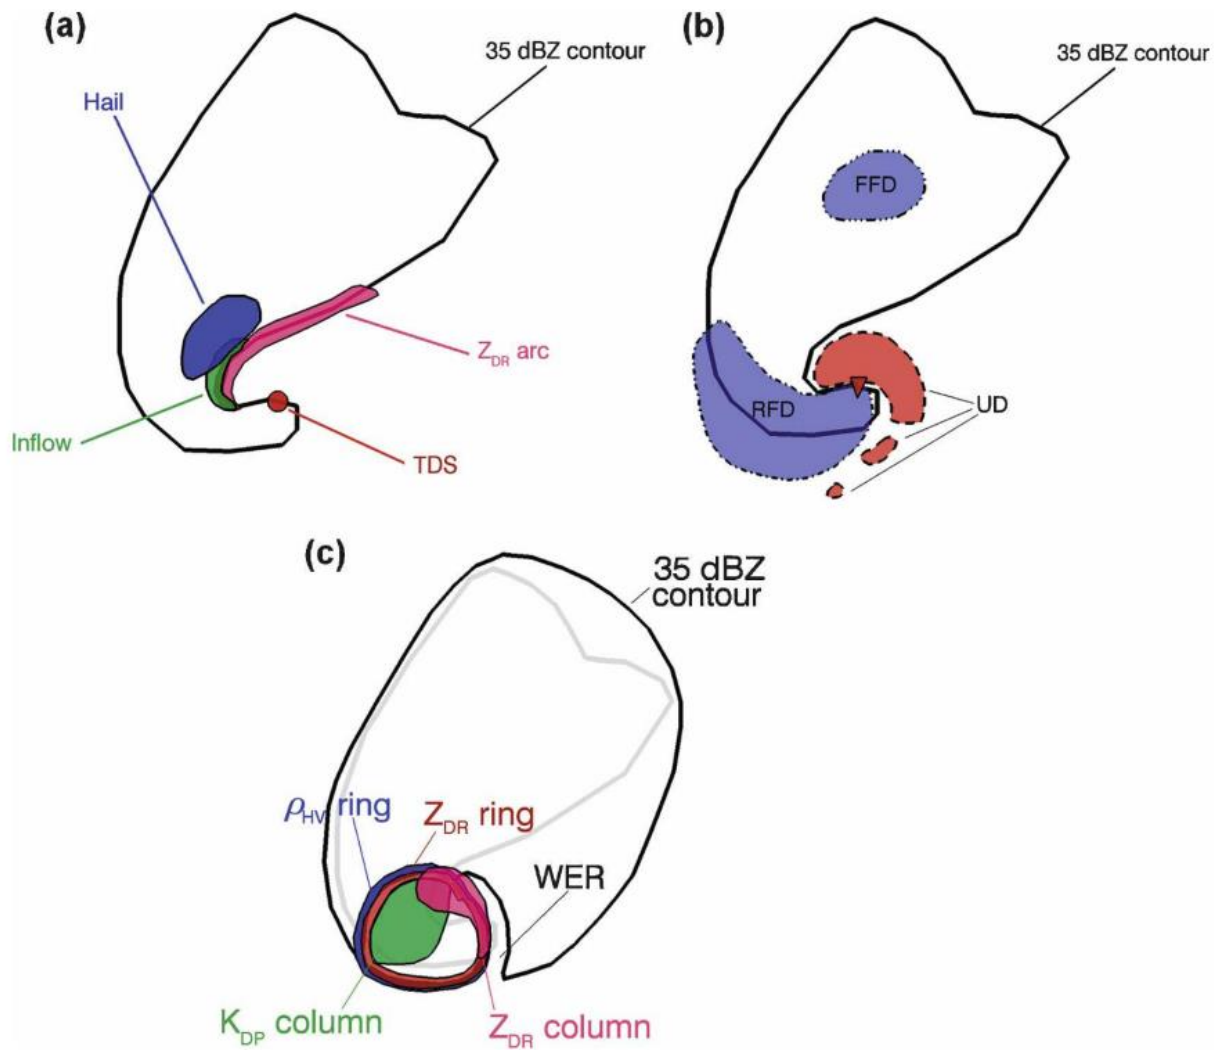 (a)
35 dBZ contour
Hail
Z_DR arc
Inflow
TDS
(b)
35 dBZ contour
FFD
RFD
UD
(c)
35 dBZ
contour
ρ_HV ring
Z_DR ring
WER
K_DP column
Z_DR column